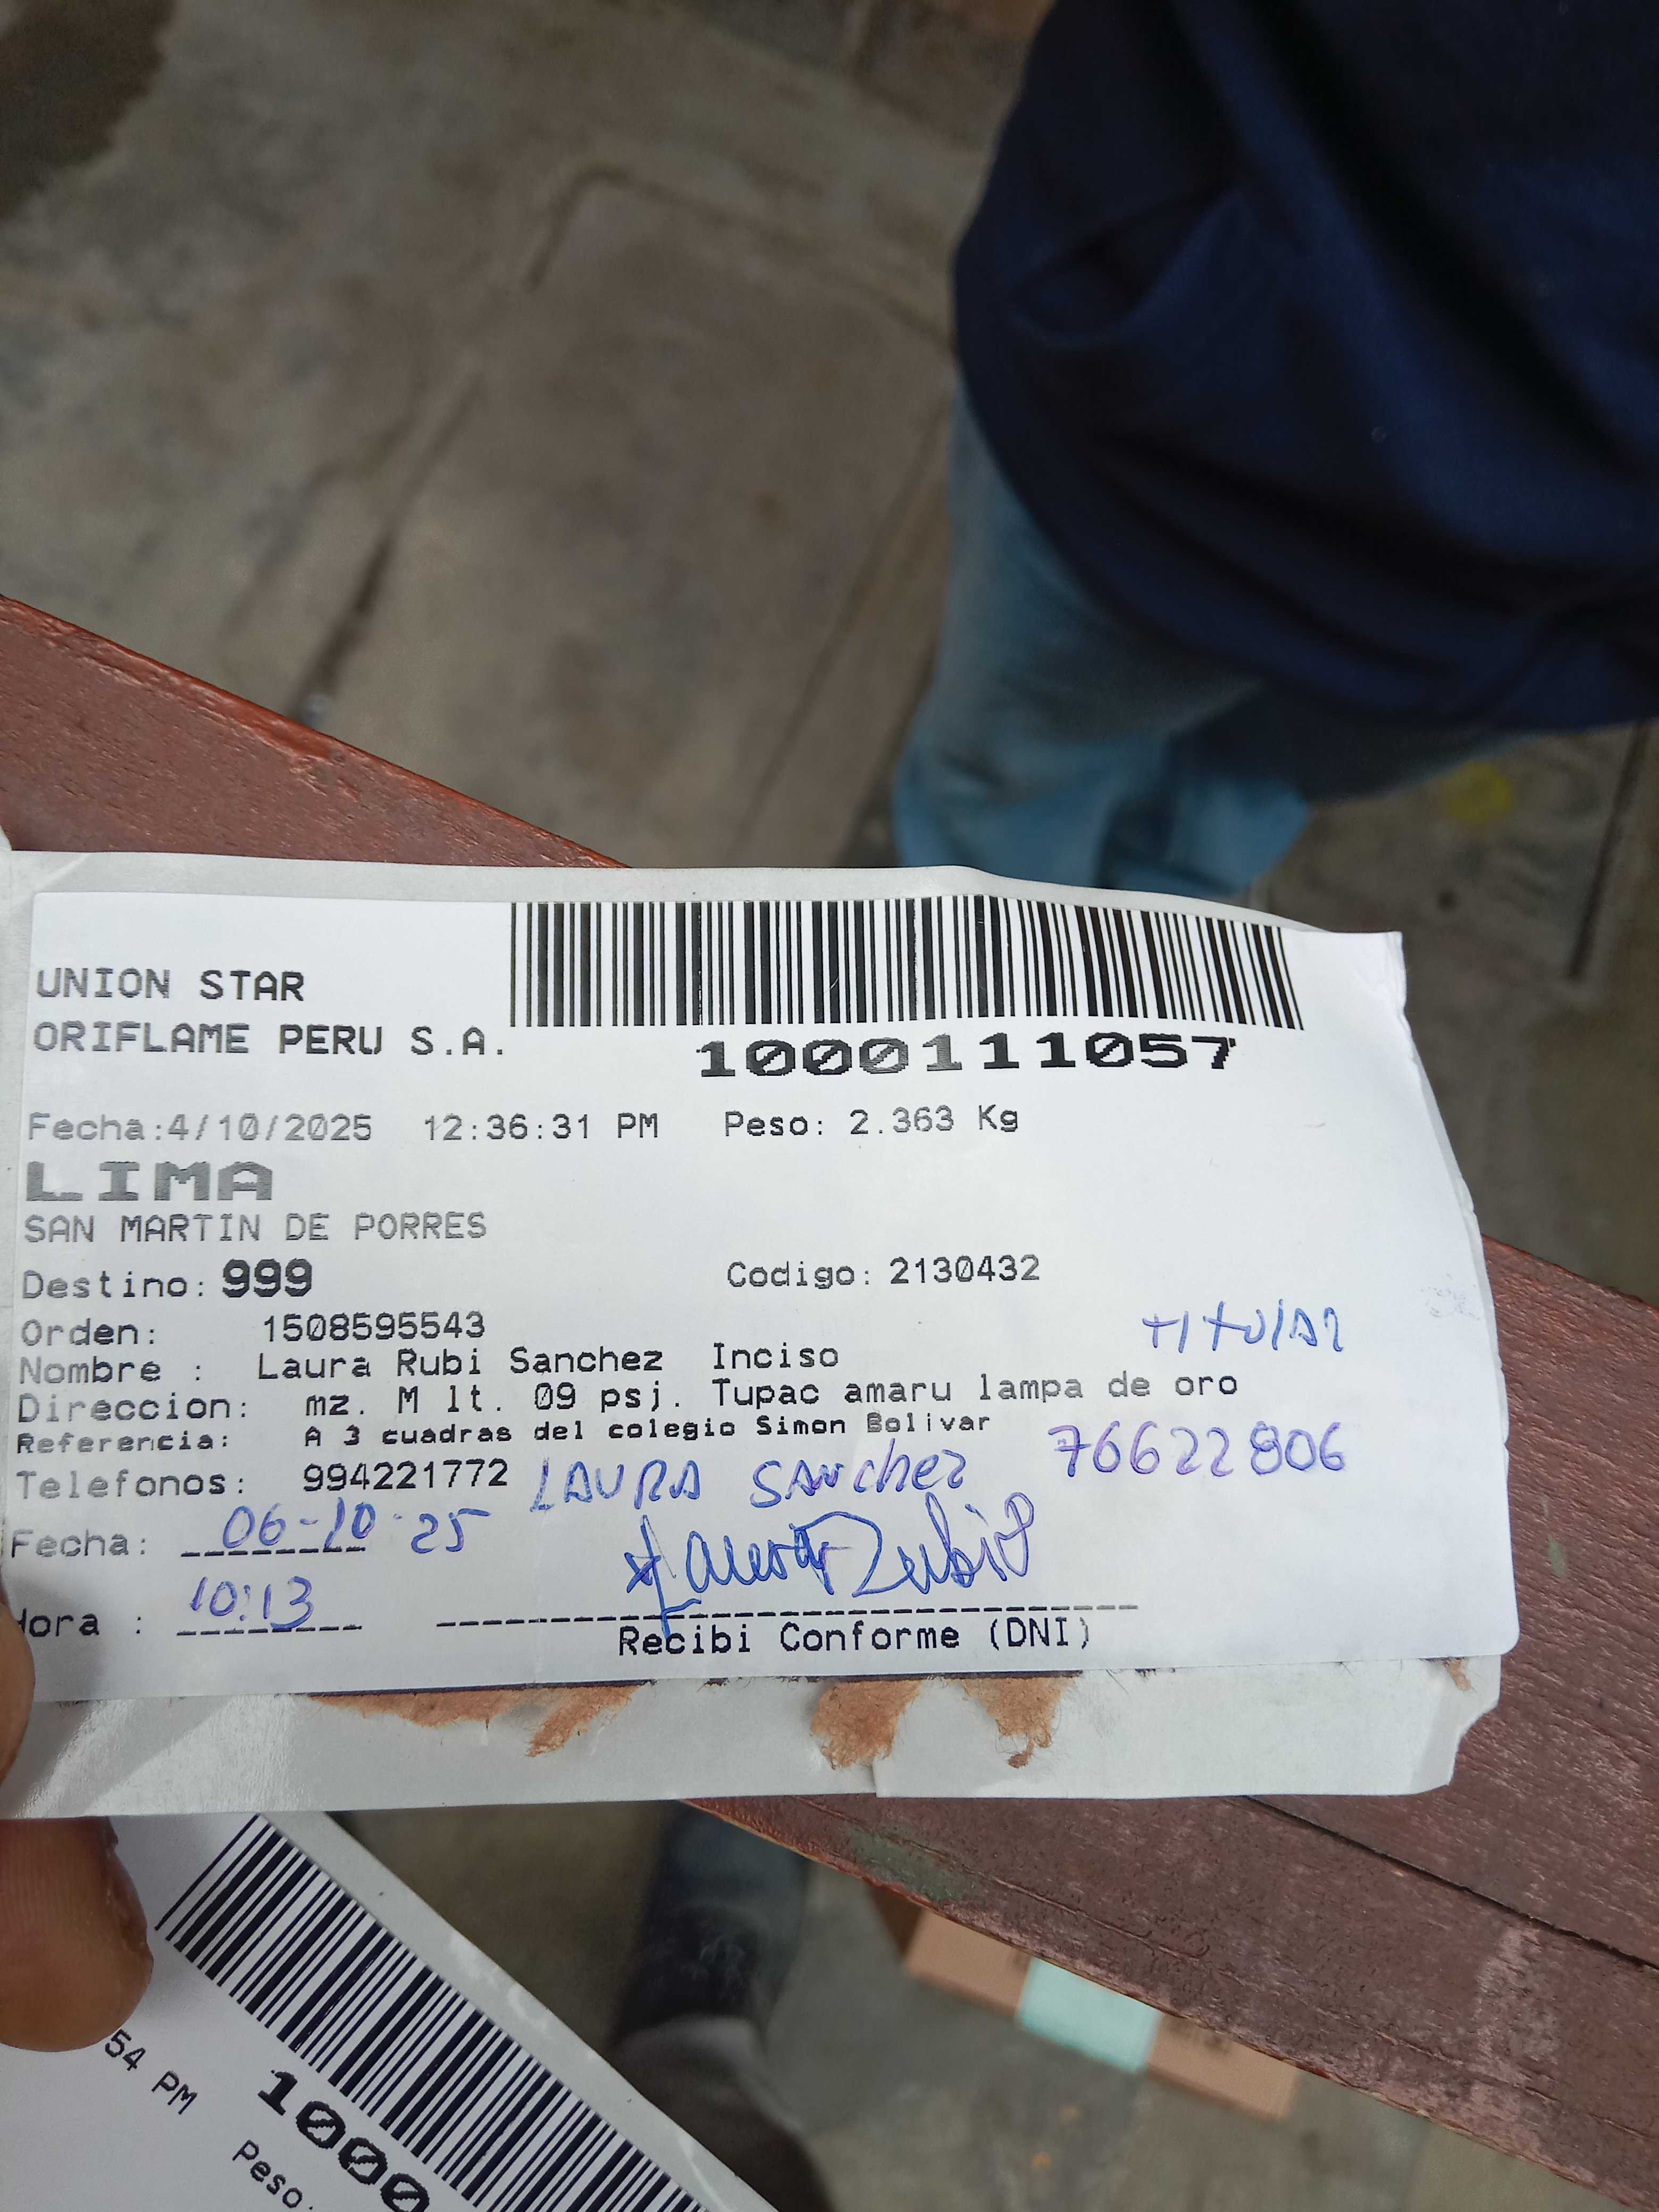 UNION STAR
ORIFLAME PERU S.A.
1000111057
Fecha:4/10/2025 12:36:31 PM Peso: 2.363 Kg
LIMA
SAN MARTIN DE PORRES
Destino: 999 Codigo: 2130432
Orden: 1508595543 TITULAR
Nombre : Laura Rubi Sanchez Inciso
Direccion: mz. M lt. 09 psj. Tupac amaru lampa de oro
Referencia: A 3 cuadras del colegio Simon Bolivar
Telefonos: 994221772 LAURA SANchez 76622806
Fecha: 06-10-25
Hora : 10:13 Laura Rubi S
Recibi Conforme (DNI)
54 PM
1000
Peso.